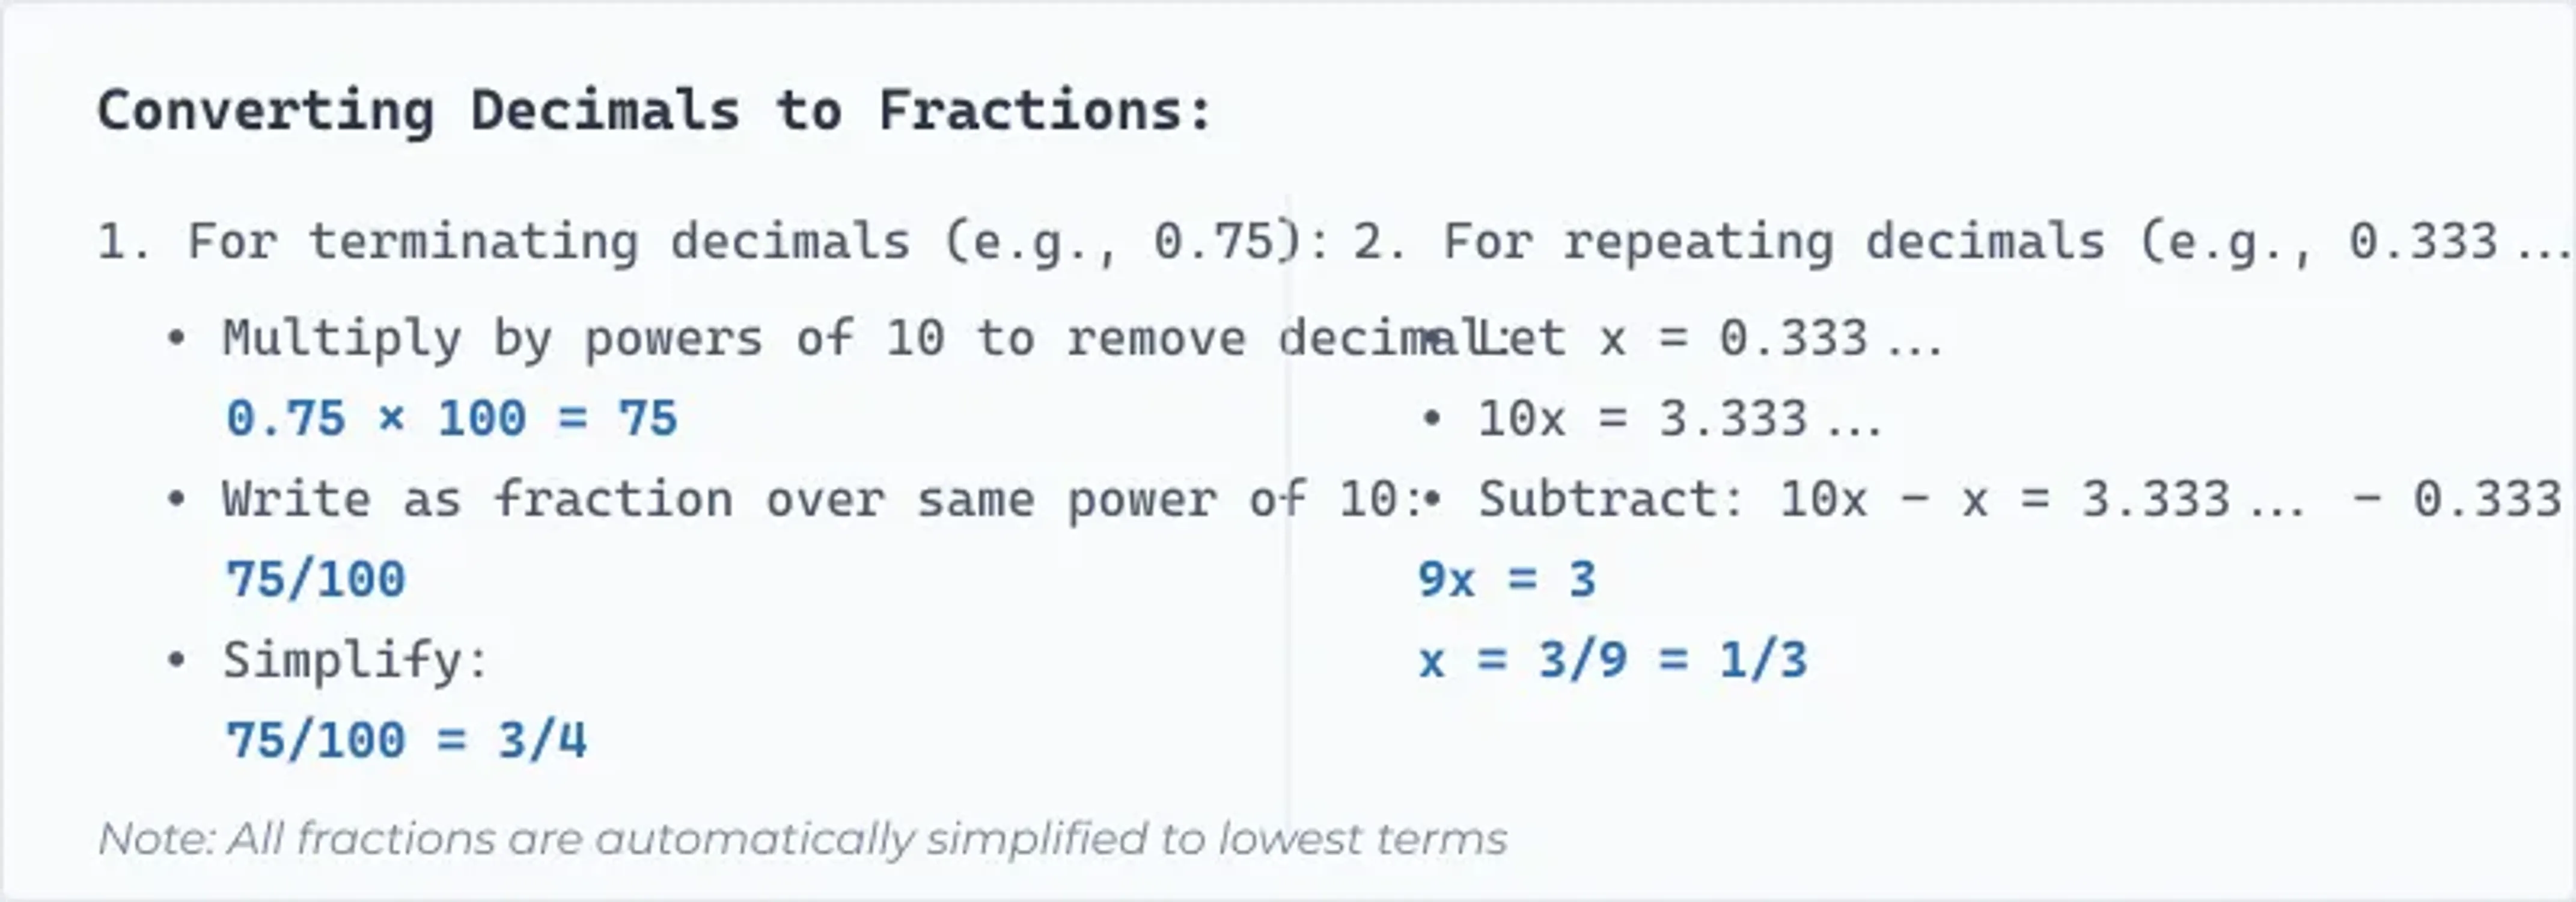 Converting Decimals to Fractions:
1. For terminating decimals (e.g., 0.75):
• Multiply by powers of 10 to remove decimal:
0.75 × 100 = 75
• Write as fraction over same power of 10:
75/100
• Simplify:
75/100 = 3/4
2. For repeating decimals (e.g., 0.333...
• Let x = 0.333...
• 10x = 3.333...
• Subtract: 10x − x = 3.333... − 0.333
9x = 3
x = 3/9 = 1/3
Note: All fractions are automatically simplified to lowest terms